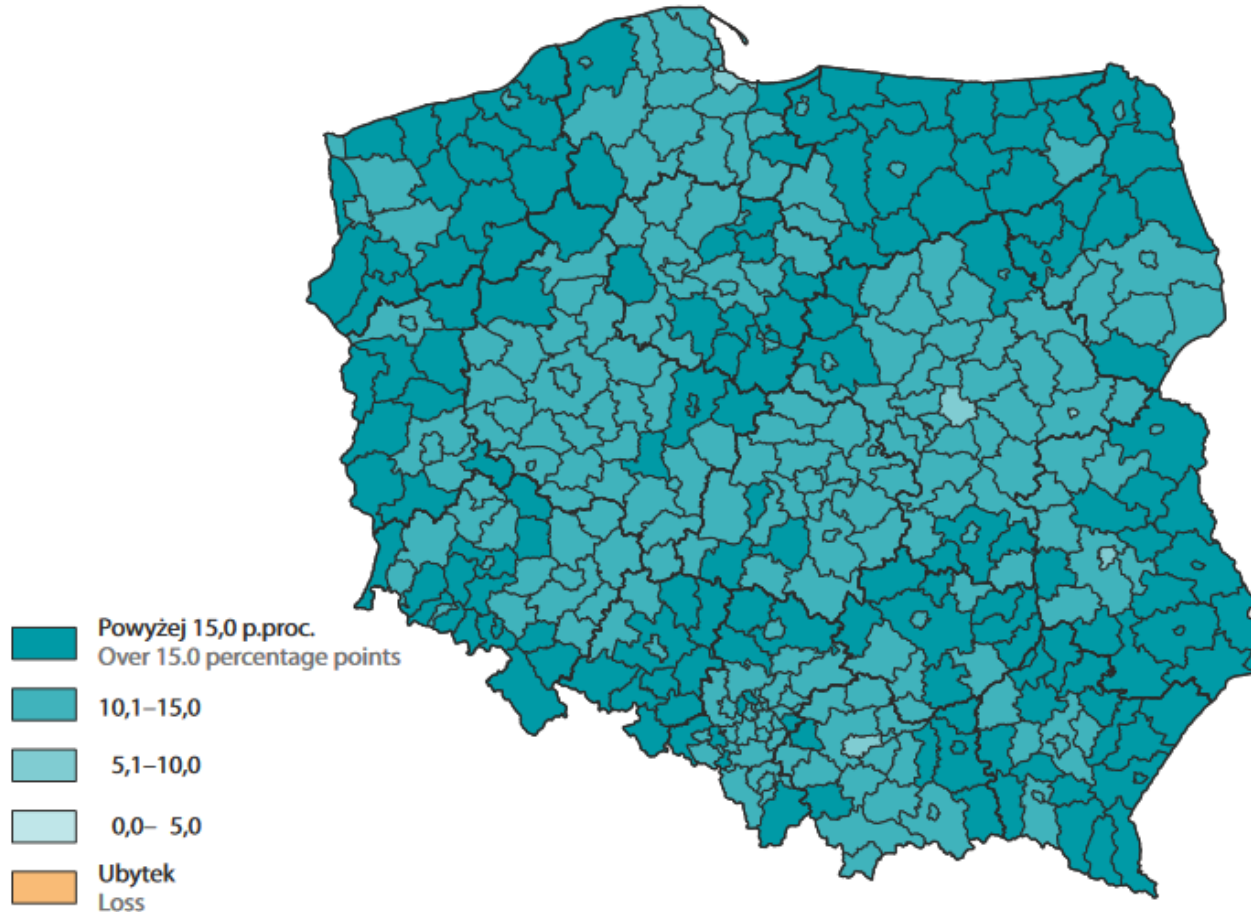 Powyżej 15,0 p.proc.
Over 15.0 percentage points
10,1–15,0
5,1–10,0
0,0– 5,0
Ubytek
Loss